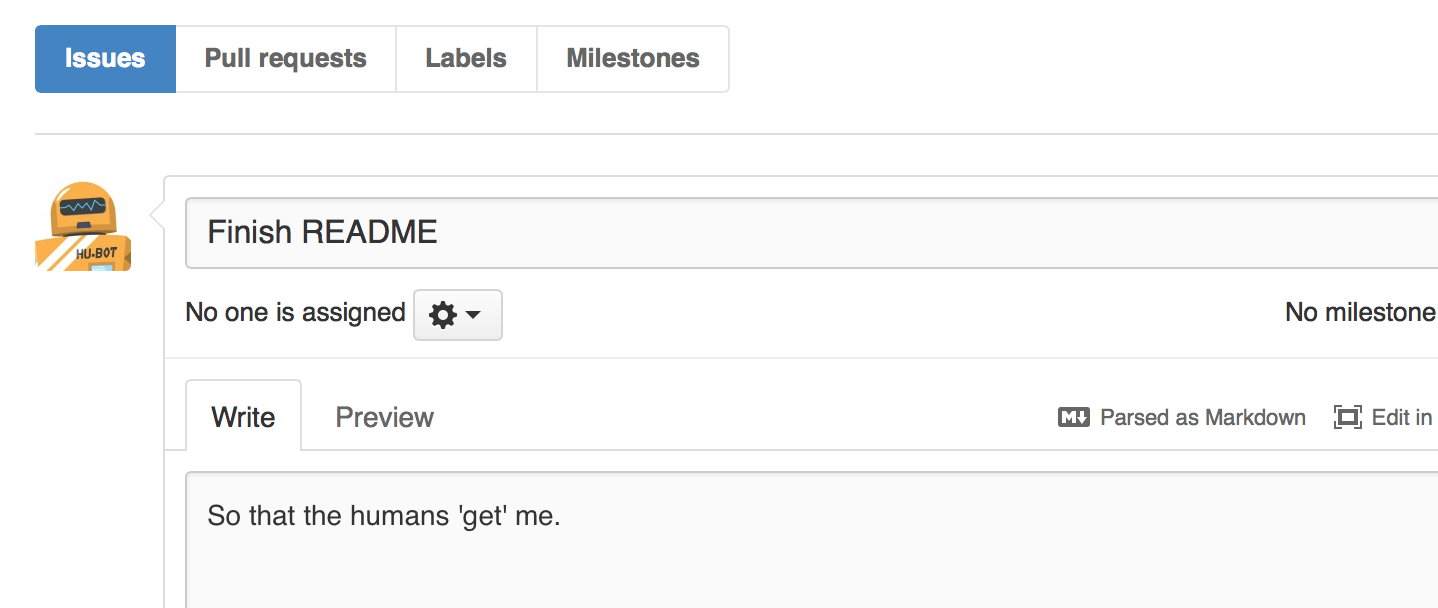 Issues Pull requests Labels Milestones
HU-BOT
Finish README
No one is assigned No milestone
Write Preview M Parsed as Markdown Edit in
So that the humans 'get' me.